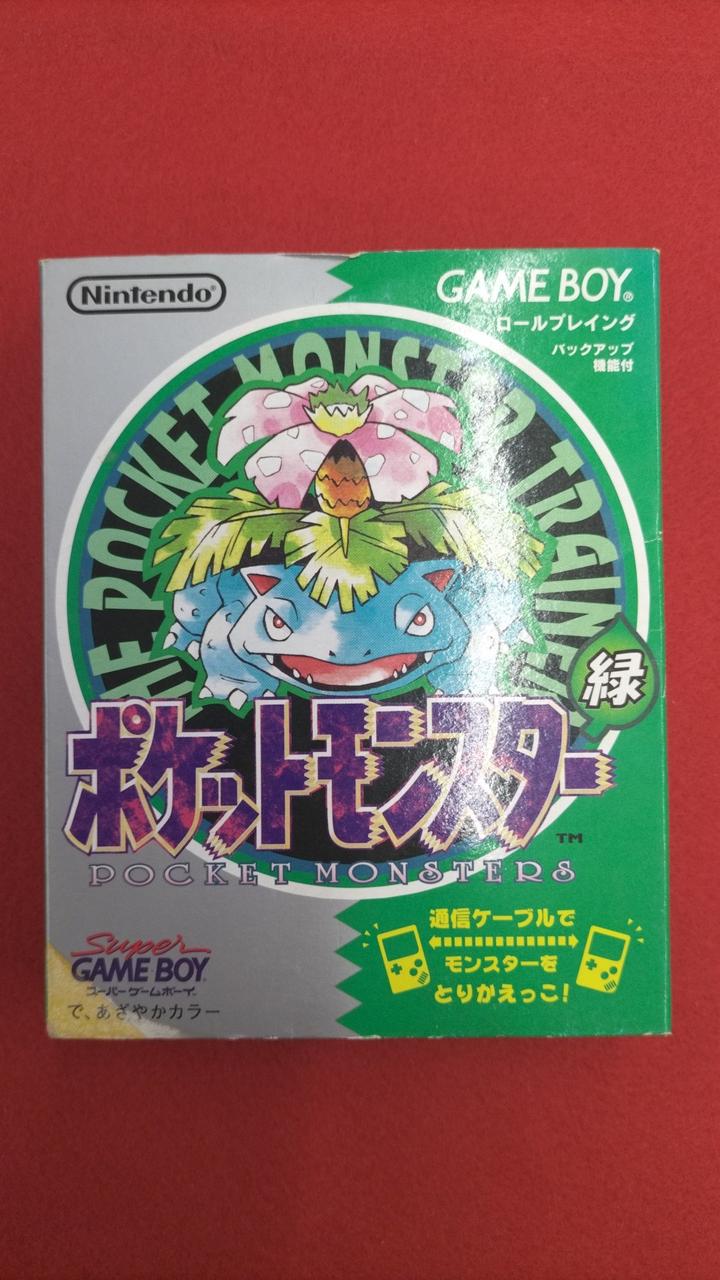 Nintendo®
GAME BOY®
ロールプレイング
バックアップ
機能付
THE POCKET MONSTER TRAINER
緑
ポケットモンスター
TM
POCKET MONSTERS
通信ケーブルで
モンスターを
とりかえっこ!
Super
GAME BOY
スーパーゲームボーイ
で、あざやかカラー